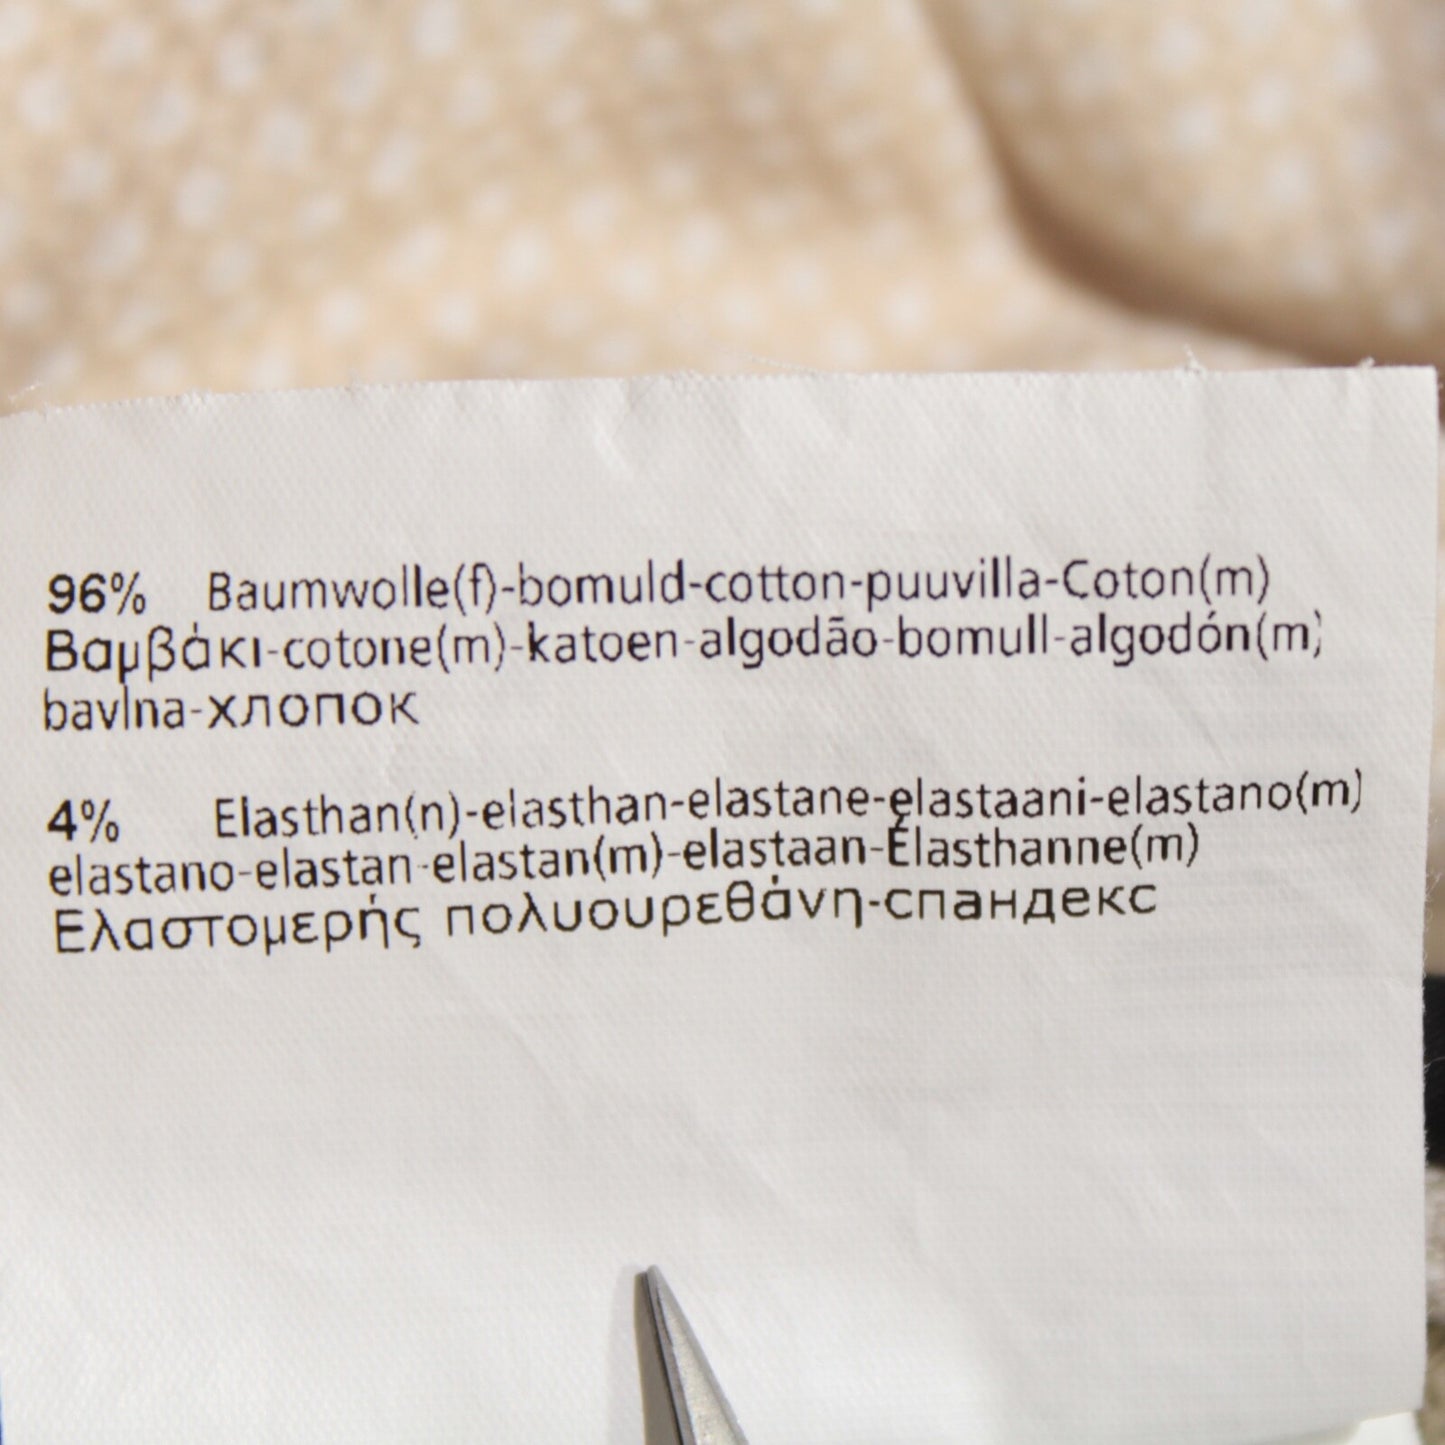 96% Baumwolle(f)-bomuld-cotton-puuvilla-Coton(m)
Βαμβάκι-cotone(m)-katoen-algodão-bomull-algodón(m)
bavlna-хлопок
4% Elasthan(n)-elasthan-elastane-elastaani-elastano(m)
elastano-elastan-elastan(m)-elastaan-Élasthanne(m)
Ελαστομερής πολυουρεθάνη-спандекс